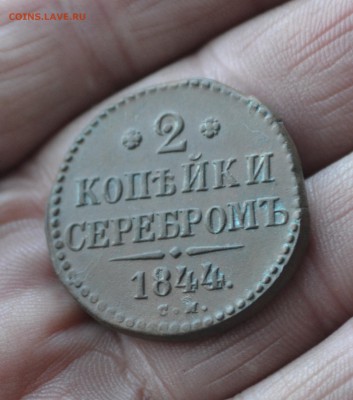 COINS.LAVE.RU
2
КОПѢЙКИ
СЕРЕБРОМЪ
1844.
С.М.